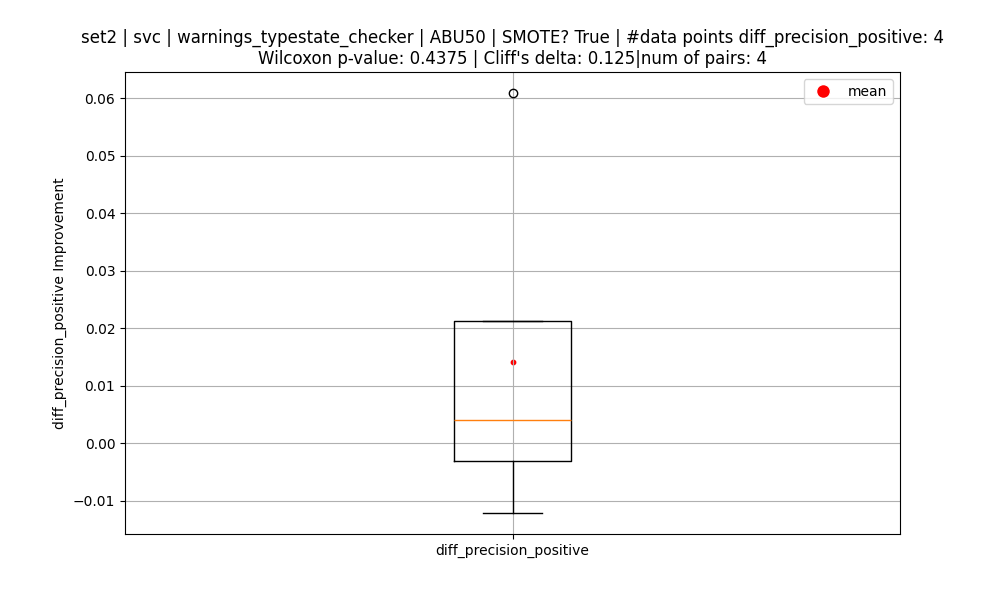 set2 | svc | warnings_typestate_checker | ABU50 | SMOTE? True | #data points diff_precision_positive: 4
Wilcoxon p-value: 0.4375 | Cliff's delta: 0.125|num of pairs: 4
mean
0.06
0.05
0.04
0.03
0.02
0.01
0.00
−0.01
diff_precision_positive Improvement
diff_precision_positive